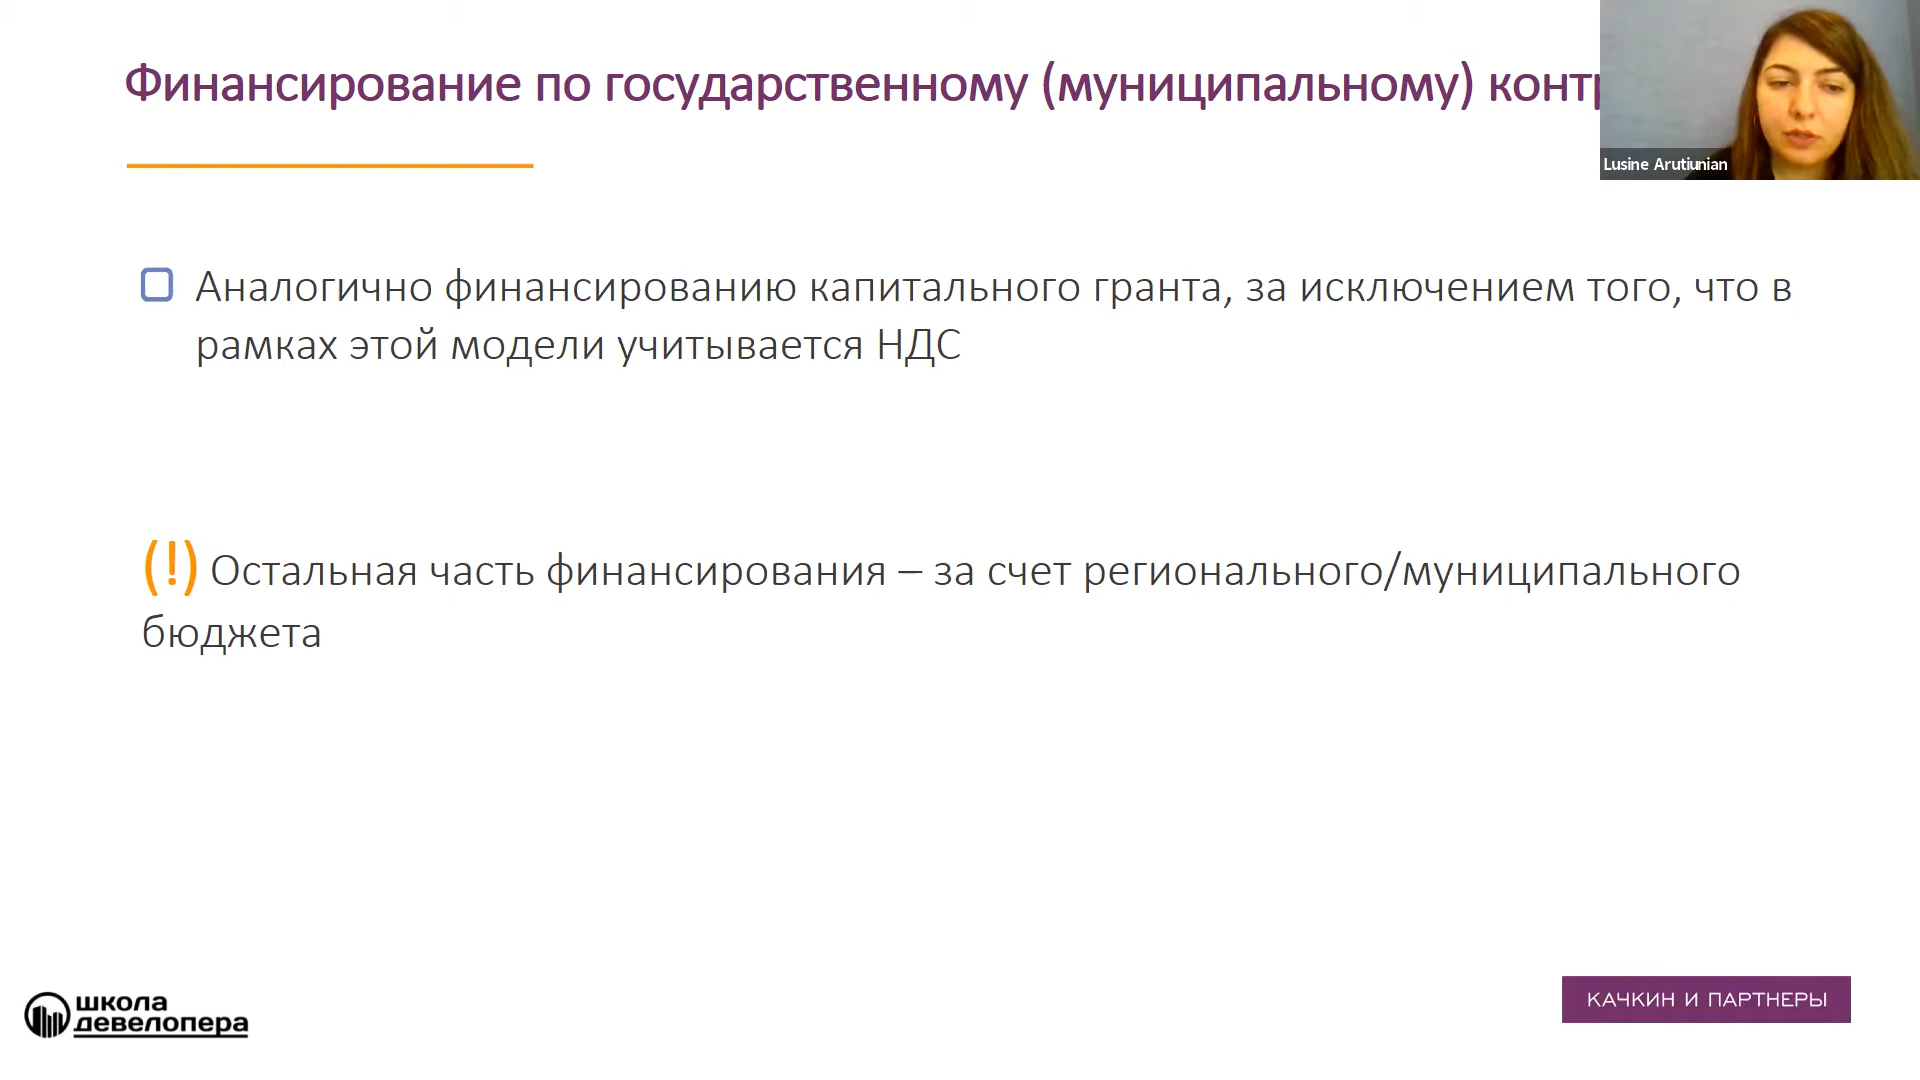 Финансирование по государственному (муниципальному)
Lusine Arutiunian
Аналогично финансированию капитального гранта, за исключением того, что в
рамках этой модели учитывается НДС
(!) Остальная часть финансирования – за счет регионального/муниципального
бюджета
школа
девелопера
КАЧКИН И ПАРТНЕРЫ